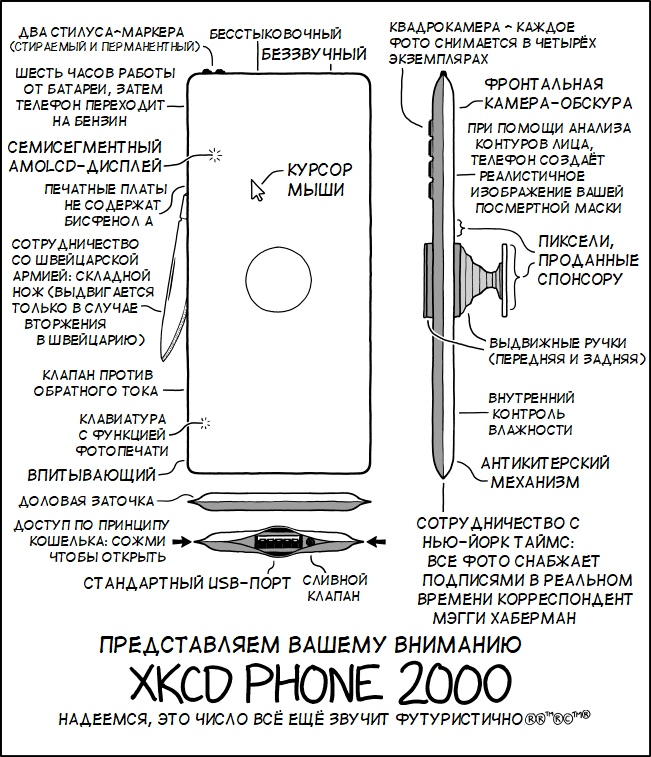 ДВА СТИЛУСА-МАРКЕРА
(СТИРАЕМЫЙ И ПЕРМАНЕНТНЫЙ)
БЕССТЫКОВОЧНЫЙ
БЕЗЗВУЧНЫЙ
ШЕСТЬ ЧАСОВ РАБОТЫ
ОТ БАТАРЕИ, ЗАТЕМ
ТЕЛЕФОН ПЕРЕХОДИТ
НА БЕНЗИН
СЕМИСЕГМЕНТНЫЙ
AMOLCD-ДИСПЛЕЙ
ПЕЧАТНЫЕ ПЛАТЫ
НЕ СОДЕРЖАТ
БИСФЕНОЛ А
СОТРУДНИЧЕСТВО
СО ШВЕЙЦАРСКОЙ
АРМИЕЙ: СКЛАДНОЙ
НОЖ (ВЫДВИГАЕТСЯ
ТОЛЬКО В СЛУЧАЕ
ВТОРЖЕНИЯ
В ШВЕЙЦАРИЮ)
КЛАПАН ПРОТИВ
ОБРАТНОГО ТОКА
КЛАВИАТУРА
С ФУНКЦИЕЙ
ФОТОПЕЧАТИ
ВПИТЫВАЮЩИЙ
ДОЛОВАЯ ЗАТОЧКА
ДОСТУП ПО ПРИНЦИПУ
КОШЕЛЬКА: СОЖМИ
ЧТОБЫ ОТКРЫТЬ
СТАНДАРТНЫЙ USB-ПОРТ
СЛИВНОЙ
КЛАПАН
КУРСОР
МЫШИ
КВАДРОКАМЕРА - КАЖДОЕ
ФОТО СНИМАЕТСЯ В ЧЕТЫРЁХ
ЭКЗЕМПЛЯРАХ
ФРОНТАЛЬНАЯ
КАМЕРА-ОБСКУРА
ПРИ ПОМОЩИ АНАЛИЗА
КОНТУРОВ ЛИЦА,
ТЕЛЕФОН СОЗДАЁТ
РЕАЛИСТИЧНОЕ
ИЗОБРАЖЕНИЕ ВАШЕЙ
ПОСМЕРТНОЙ МАСКИ
ПИКСЕЛИ,
ПРОДАННЫЕ
СПОНСОРУ
ВЫДВИЖНЫЕ РУЧКИ
(ПЕРЕДНЯЯ И ЗАДНЯЯ)
ВНУТРЕННИЙ
КОНТРОЛЬ
ВЛАЖНОСТИ
АНТИКИТЕРСКИЙ
МЕХАНИЗМ
СОТРУДНИЧЕСТВО С
НЬЮ-ЙОРК ТАЙМС:
ВСЕ ФОТО СНАБЖАЕТ
ПОДПИСЯМИ В РЕАЛЬНОМ
ВРЕМЕНИ КОРРЕСПОНДЕНТ
МЭГГИ ХАБЕРМАН
ПРЕДСТАВЛЯЕМ ВАШЕМУ ВНИМАНИЮ
XKCD PHONE 2000
НАДЕЕМСЯ, ЭТО ЧИСЛО ВСЁ ЕЩЁ ЗВУЧИТ ФУТУРИСТИЧНО®®™®©™®